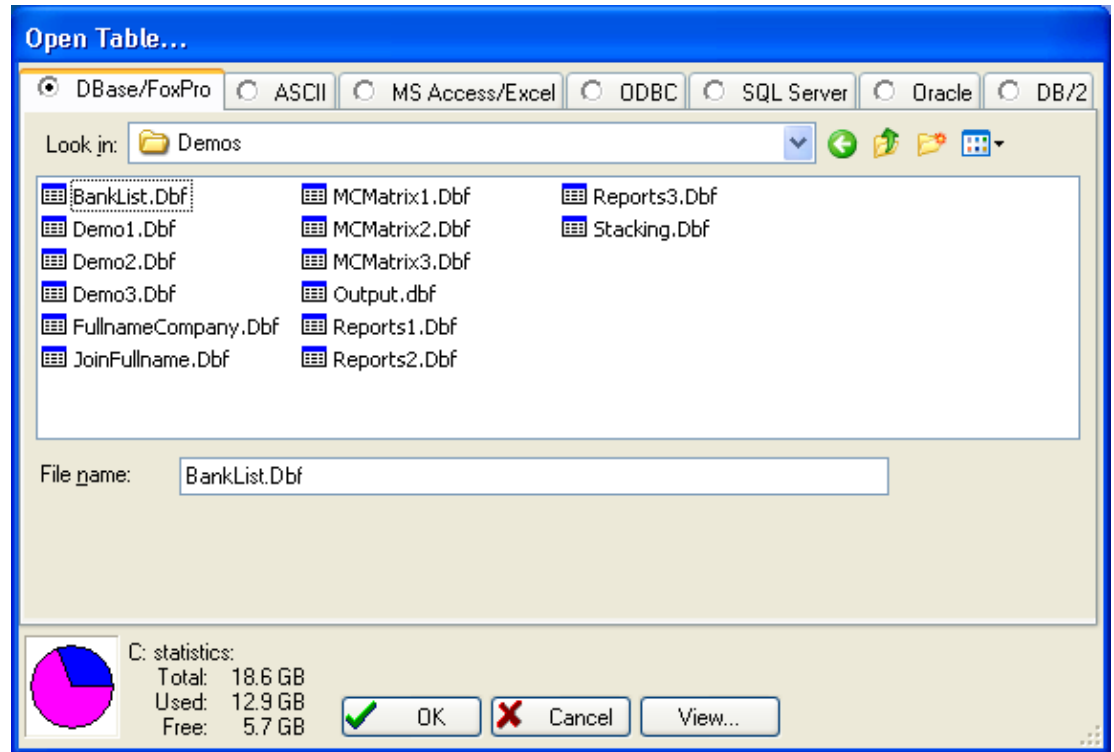 Open Table...
DBase/FoxPro ASCII MS Access/Excel ODBC SQL Server Oracle DB/2
Look in: Demos
BankList.Dbf MCMatrix1.Dbf Reports3.Dbf
Demo1.Dbf MCMatrix2.Dbf Stacking.Dbf
Demo2.Dbf MCMatrix3.Dbf
Demo3.Dbf Output.dbf
FullnameCompany.Dbf Reports1.Dbf
JoinFullname.Dbf Reports2.Dbf
File name: BankList.Dbf
C: statistics:
Total: 18.6 GB
Used: 12.9 GB
Free: 5.7 GB
OK Cancel View...